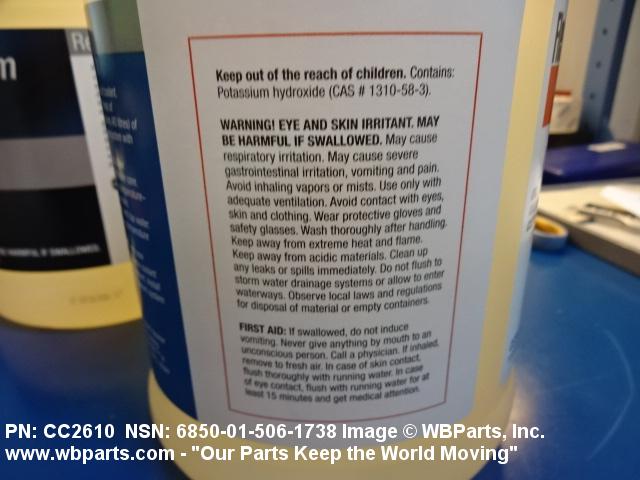 Keep out of the reach of children. Contains:
Potassium hydroxide (CAS # 1310-58-3).
WARNING! EYE AND SKIN IRRITANT. MAY
BE HARMFUL IF SWALLOWED. May cause
respiratory irritation. May cause severe
gastrointestinal irritation, vomiting and pain.
Avoid inhaling vapors or mists. Use only with
adequate ventilation. Avoid contact with eyes,
skin and clothing. Wear protective gloves and
safety glasses. Wash thoroughly after handling.
Keep away from extreme heat and flame.
Keep away from acidic materials. Clean up
any leaks or spills immediately. Do not flush to
storm water drainage systems or allow to enter
waterways. Observe local laws and regulations
for disposal of material or empty containers.
FIRST AID: If swallowed, do not induce
vomiting. Never give anything by mouth to an
unconscious person. Call a physician. If inhaled,
remove to fresh air. In case of skin contact,
flush thoroughly with running water. In case
of eye contact, flush with running water for at
least 15 minutes and get medical attention.
PN: CC2610 NSN: 6850-01-506-1738 Image © WBParts, Inc.
www.wbparts.com - "Our Parts Keep the World Moving"